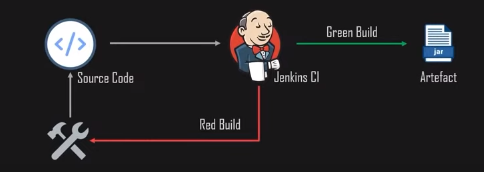 Green Build
jar
Source Code
Jenkins CI
Artefact
Red Build